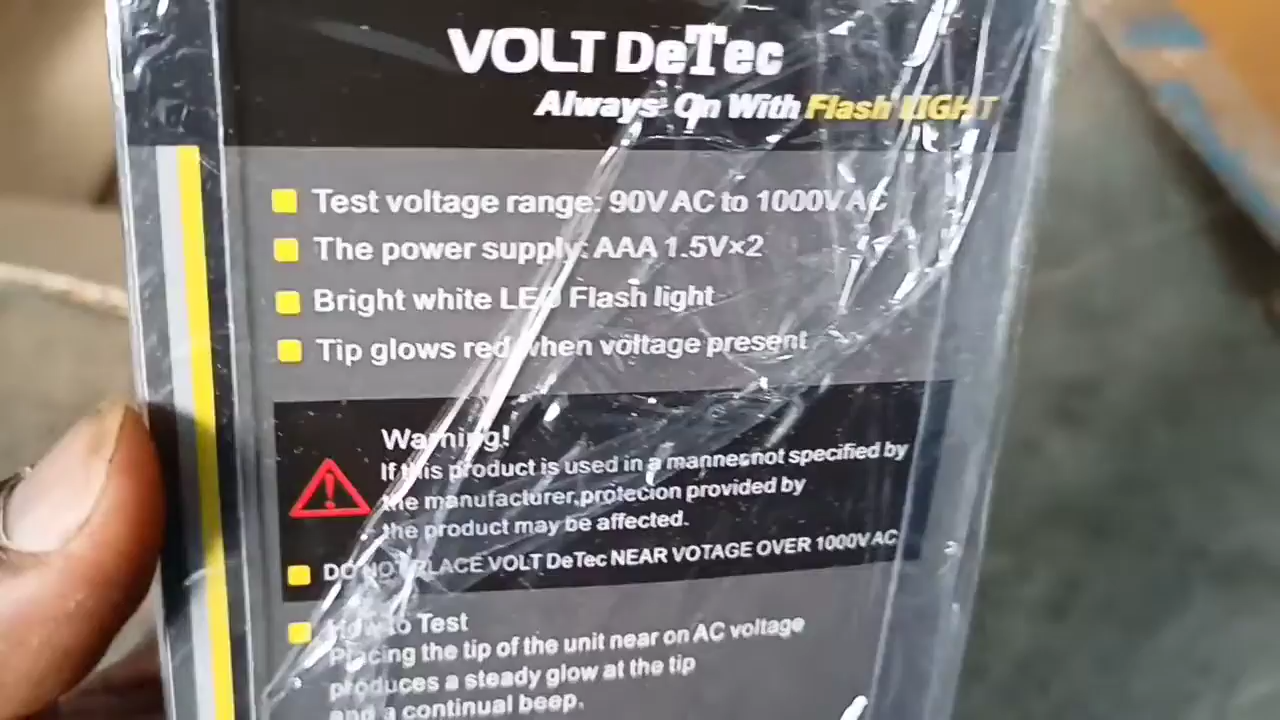 VOLT DeTec
Always On With Flash LIGHT
Test voltage range: 90V AC to 1000V AC
The power supply: AAA 1.5V×2
Bright white LED Flash light
Tip glows red when voltage present
Warning!
If this product is used in a manner not specified by
the manufacturer,protecion provided by
the product may be affected.
DO NOT PLACE VOLT DeTec NEAR VOTAGE OVER 1000V AC
How to Test
Placing the tip of the unit near on AC voltage
produces a steady glow at the tip
and a continual beep.